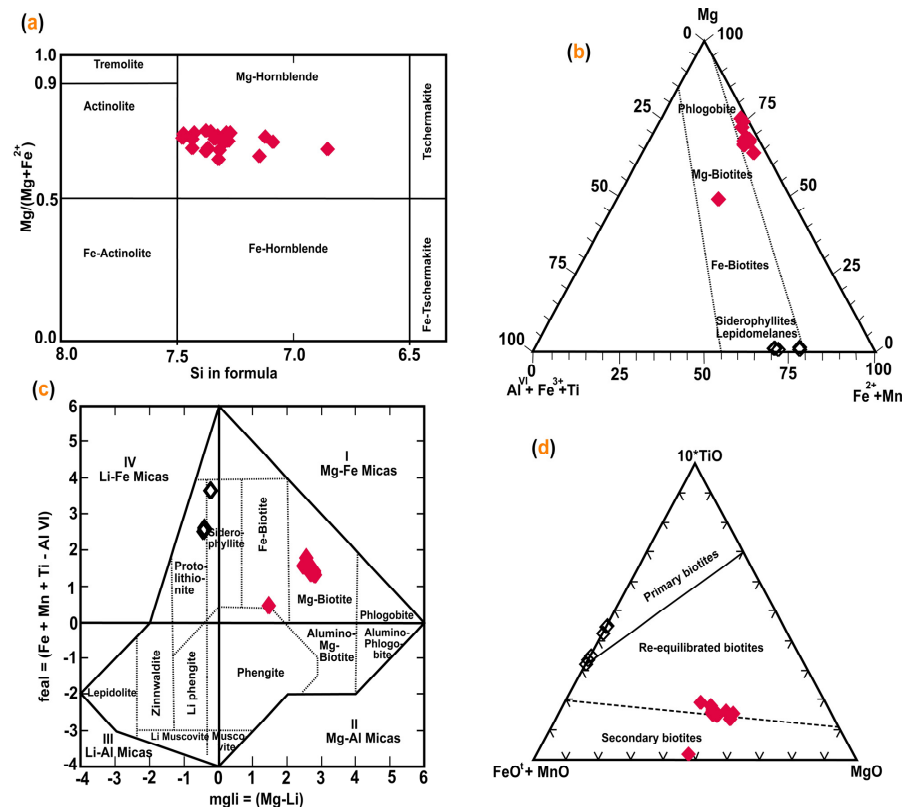 (a)
1.0
0.9
0.5
0.0
Mg/(Mg+Fe2+)
Tremolite
Actinolite
Mg-Hornblende
Tschermakite
Fe-Actinolite
Fe-Hornblende
Fe-Tschermakite
8.0 7.5 7.0 6.5
Si in formula
(b)
Mg
0 100
25 75
Phlogobite
Mg-Biotites
50 50
Fe-Biotites
75 25
Siderophyllites
Lepidomelanes
100 0
0 25 50 75 100
AlVI+ Fe3++Ti
Fe2++Mn
(c)
6
5
4
3
2
1
0
-1
-2
-3
-4
feal = (Fe + Mn + Ti - Al VI)
IV
Li-Fe Micas
I
Mg-Fe Micas
Proto-
lithio-
nite
Sidero-
phyllite
Fe-Biotite
Mg-Biotite
Phlogobite
Lepidolite
Zinnwaldite
Li phengite
Phengite
Alumino-
Mg-
Biotite
Alumino-
Phlogo-
bite
Li Muscovite
Musco
vite
III
Li-Al Micas
II
Mg-Al Micas
-4 -3 -2 -1 0 1 2 3 4 5 6
mgli = (Mg-Li)
(d)
10*TiO
Primary biotites
Re-equilibrated biotites
Secondary biotites
FeOt+ MnO
MgO